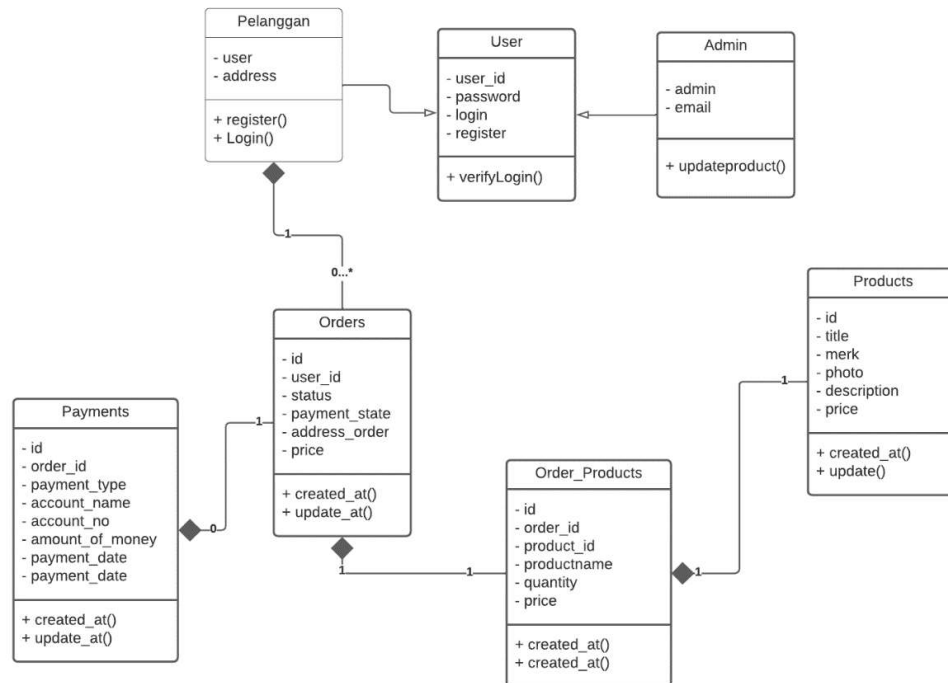 Pelanggan
- user
- address
+ register()
+ Login()
User
- user_id
- password
- login
- register
+ verifyLogin()
Admin
- admin
- email
+ updateproduct()
1
0...*
Orders
- id
- user_id
- status
- payment_state
- address_order
- price
+ created_at()
+ update_at()
Products
- id
- title
- merk
- photo
- description
- price
+ created_at()
+ update()
Payments
- id
- order_id
- payment_type
- account_name
- account_no
- amount_of_money
- payment_date
- payment_date
+ created_at()
+ update_at()
1
0
Order_Products
- id
- order_id
- product_id
- productname
- quantity
- price
+ created_at()
+ created_at()
1
1
1
1